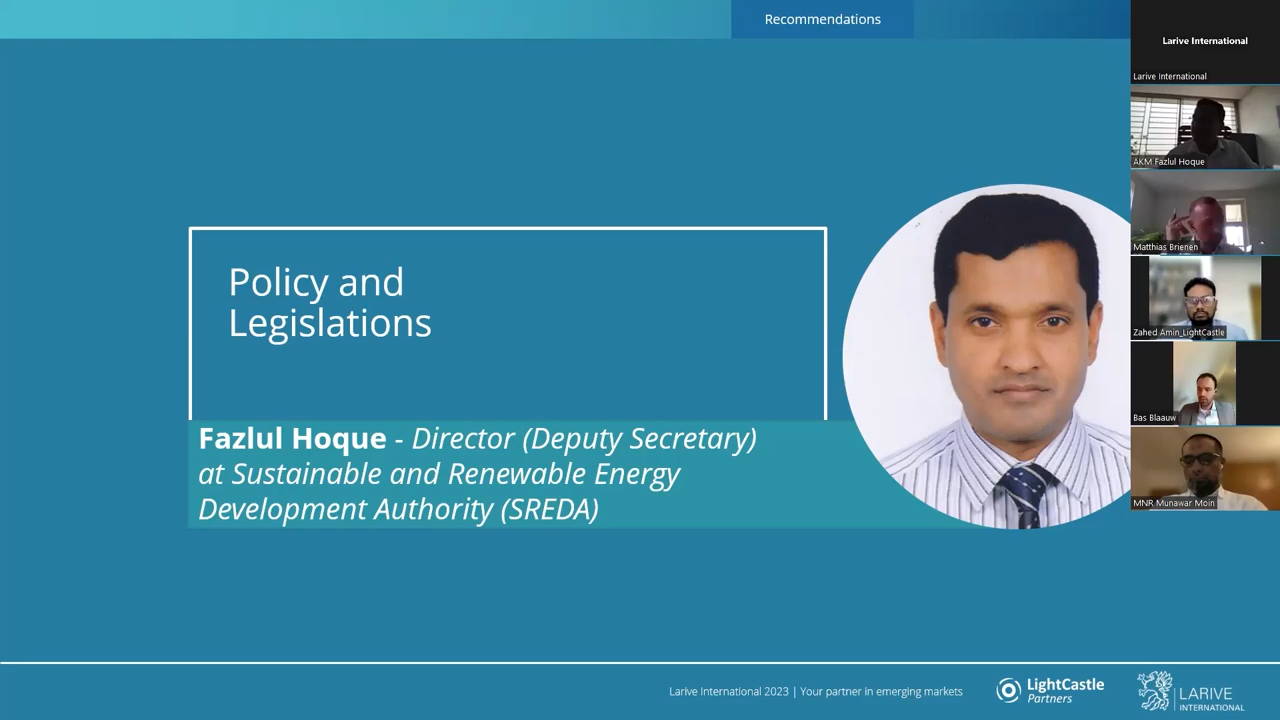 Recommendations
Policy and
Legislations
Fazlul Hoque - Director (Deputy Secretary)
at Sustainable and Renewable Energy
Development Authority (SREDA)
Larive International
Larive International
AKM Fazlul Hoque
Matthias Brienen
Zahed Amin_LightCastle
Bas Blaauw
MNR Munawar Moin
Larive International 2023 | Your partner in emerging markets
LightCastle
Partners
LARIVE
INTERNATIONAL